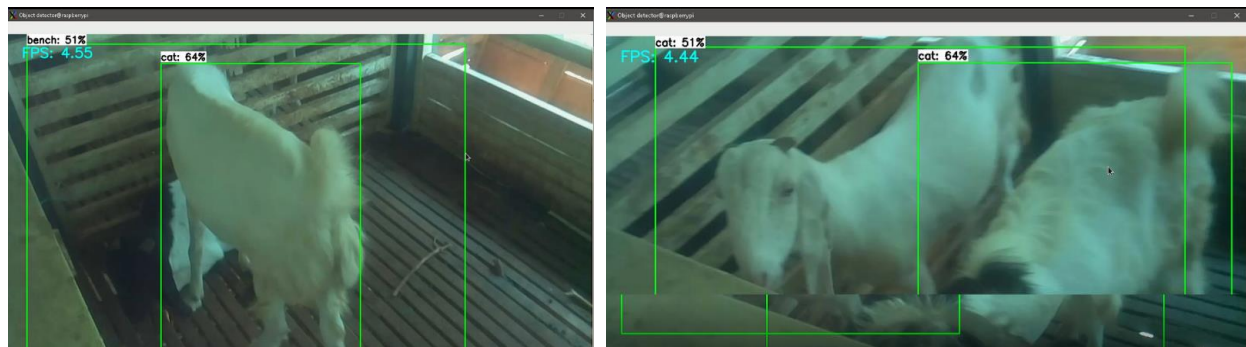 Object detector@raspberrypi
bench: 51%
FPS: 4.55
cat: 64%
Object detector@raspberrypi
cat: 51%
FPS: 4.44
cat: 64%